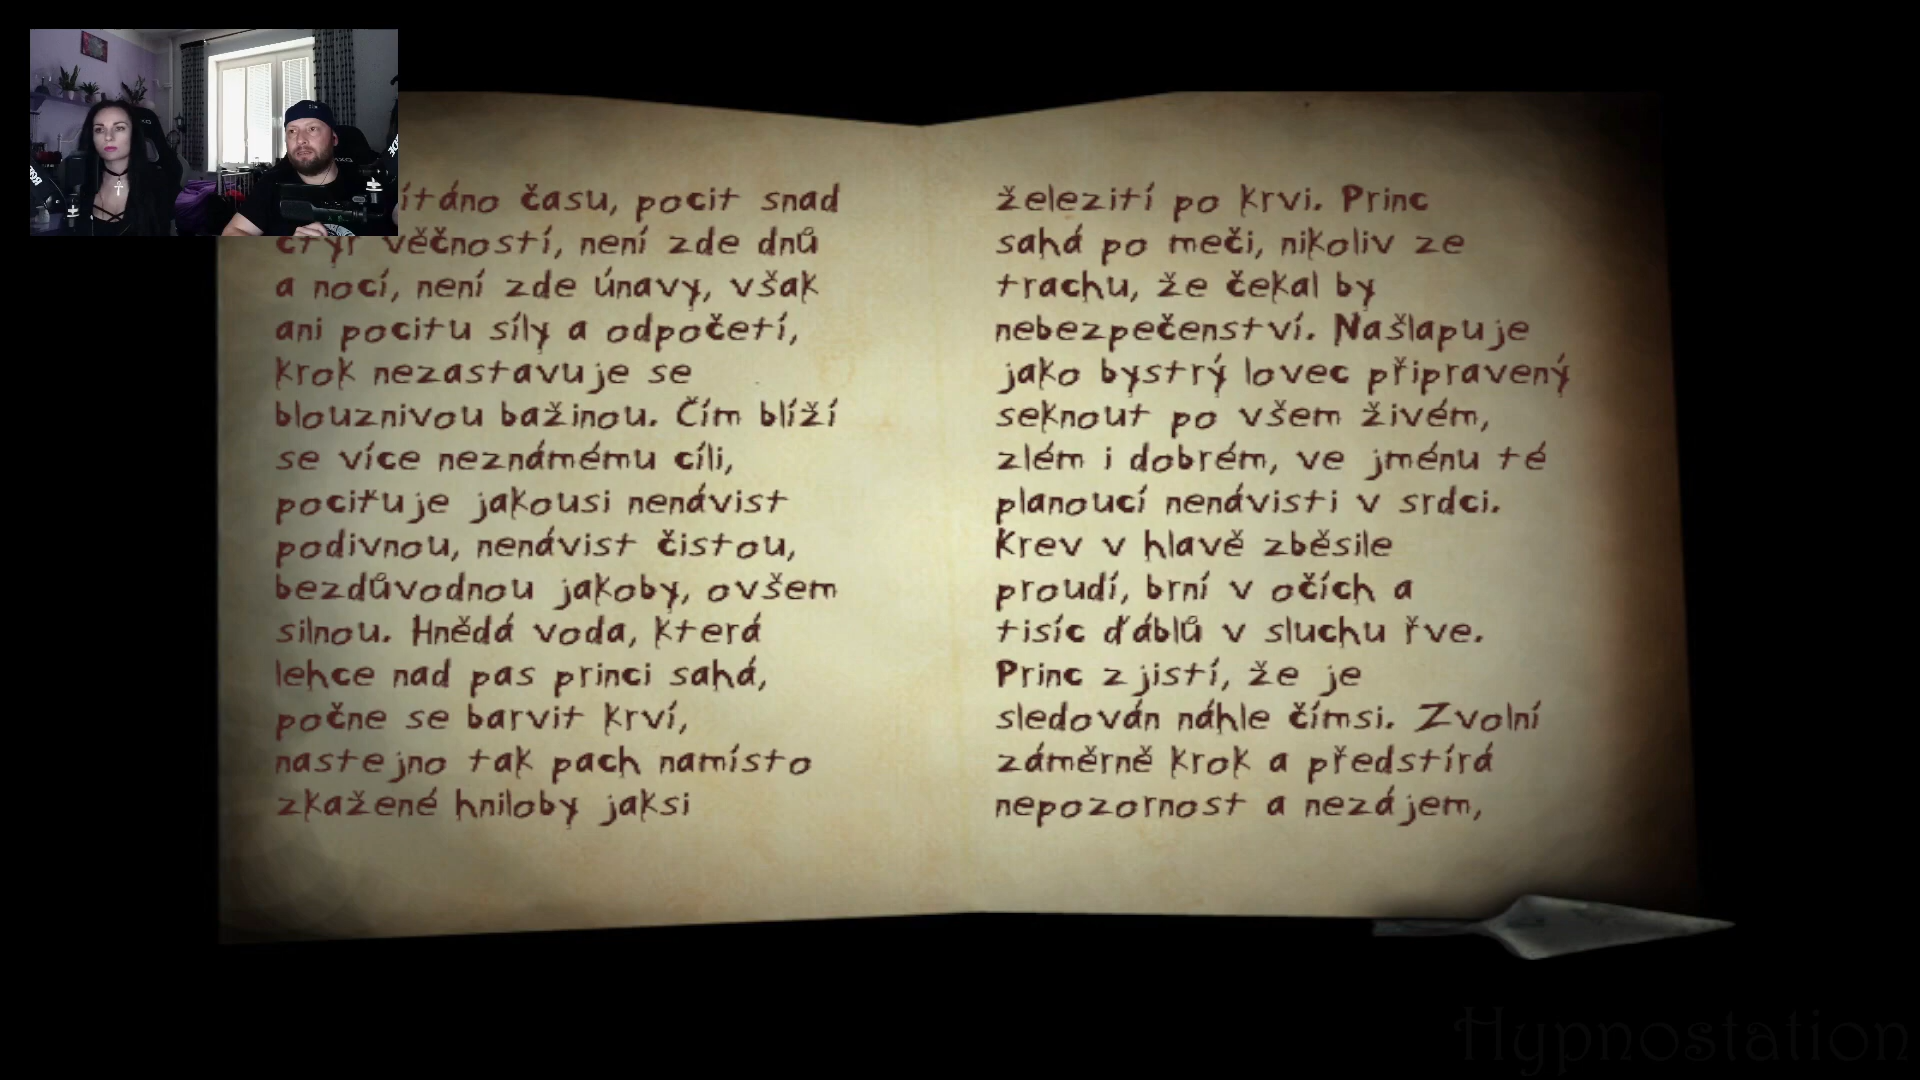 času, pocit snad
čtyř věčností, není zde dnů
a nocí, není zde únavy, však
ani pocitu síly a odpočetí,
krok nezastavuje se
blouznivou bažinou. Čím blíží
se více neznámému cíli,
pociťuje jakousi nenávist
podivnou, nenávist čistou,
bezdůvodnou jakoby, ovšem
silnou. Hnědá voda, která
lehce nad pas princi sahá,
počne se barvit krví,
nastejno tak pach namísto
zkažené hniloby jaksi
železití po krvi. Princ
sahá po meči, nikoliv ze
trachu, že čekal by
nebezpečenství. Našlapuje
jako bystrý lovec připravený
seknout po všem živém,
zlém i dobrém, ve jménu té
planoucí nenávisti v srdci.
Krev v hlavě zběsile
proudí, brní v očích a
tisíc ďáblů v sluchu řve.
Princ zjistí, že je
sledován náhle čímsi. Zvolní
záměrně krok a předstírá
nepozornost a nezájem,
Hypnostation